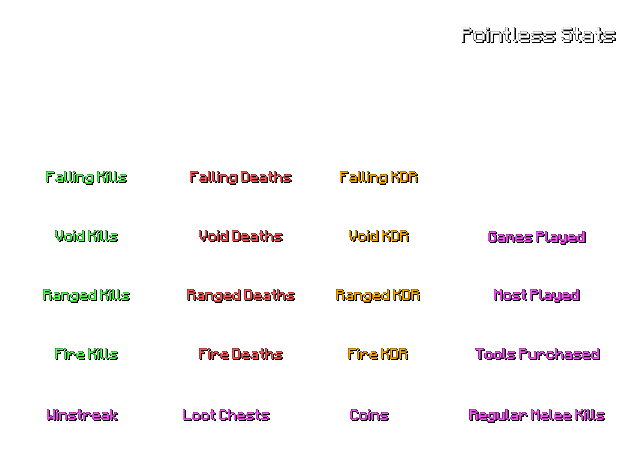 Pointless Stats
Falling Kills Falling Deaths Falling KDR
Void Kills Void Deaths Void KDR Games Played
Ranged Kills Ranged Deaths Ranged KDR Most Played
Fire Kills Fire Deaths Fire KDR Tools Purchased
Winstreak Loot Chests Coins Regular Melee Kills